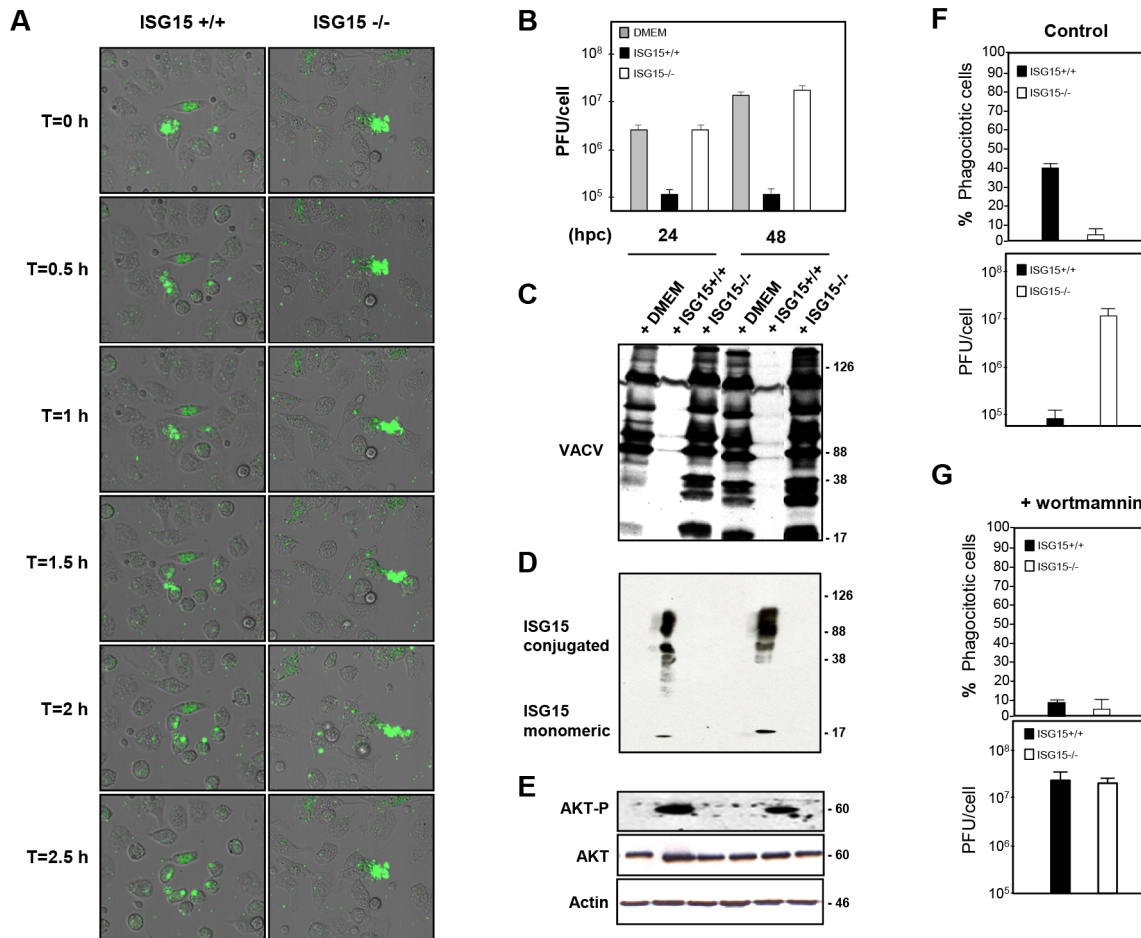 A
ISG15 +/+
ISG15 -/-
T=0 h
T=0.5 h
T=1 h
T=1.5 h
T=2 h
T=2.5 h
B
DMEM
ISG15+/+
ISG15-/-
PFU/cell
10⁸
10⁷
10⁶
10⁵
(hpc)
24
48
C
+ DMEM
+ ISG15+/+
+ ISG15-/-
+ DMEM
+ ISG15+/+
+ ISG15-/-
VACV
- 126
- 88
- 38
- 17
D
ISG15
conjugated
ISG15
monomeric
- 126
- 88
- 38
- 17
E
AKT-P
- 60
AKT
- 60
Actin
- 46
F
Control
% Phagocitotic cells
100
90
80
70
60
50
40
30
20
10
0
ISG15+/+
ISG15-/-
PFU/cell
10⁸
10⁷
10⁶
10⁵
ISG15+/+
ISG15-/-
G
+ wortmamnin
% Phagocitotic cells
100
90
80
70
60
50
40
30
20
10
0
ISG15+/+
ISG15-/-
PFU/cell
10⁸
10⁷
10⁶
10⁵
ISG15+/+
ISG15-/-